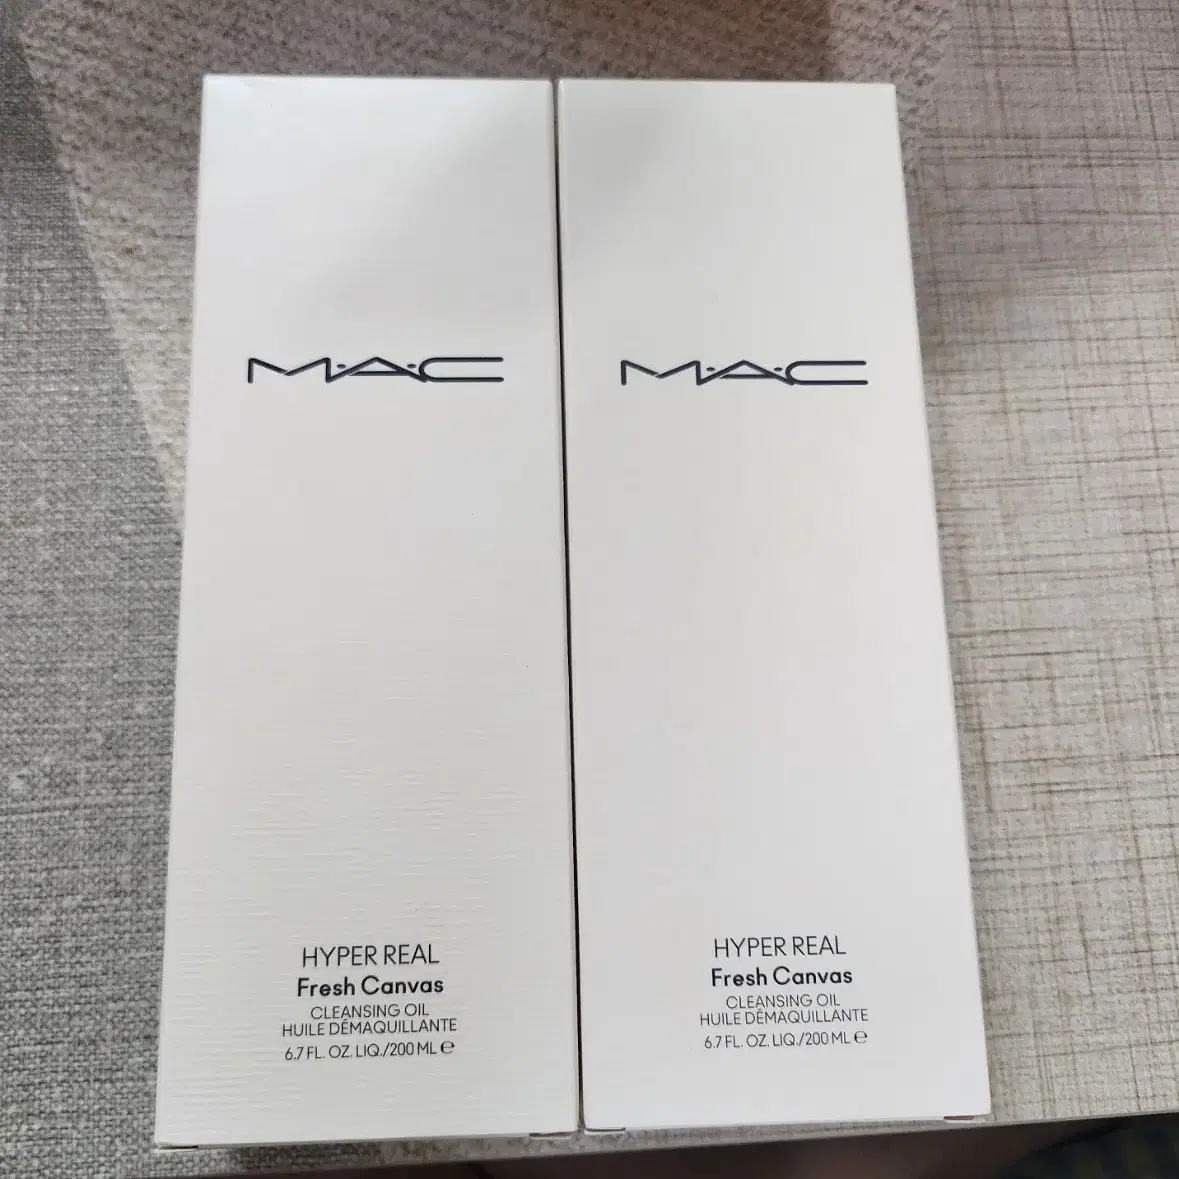 M·A·C
HYPER REAL
Fresh Canvas
CLEANSING OIL
HUILE DÉMAQUILLANTE
6.7 FL. OZ. LIQ./200 ML ℮
M·A·C
HYPER REAL
Fresh Canvas
CLEANSING OIL
HUILE DÉMAQUILLANTE
6.7 FL. OZ. LIQ./200 ML ℮